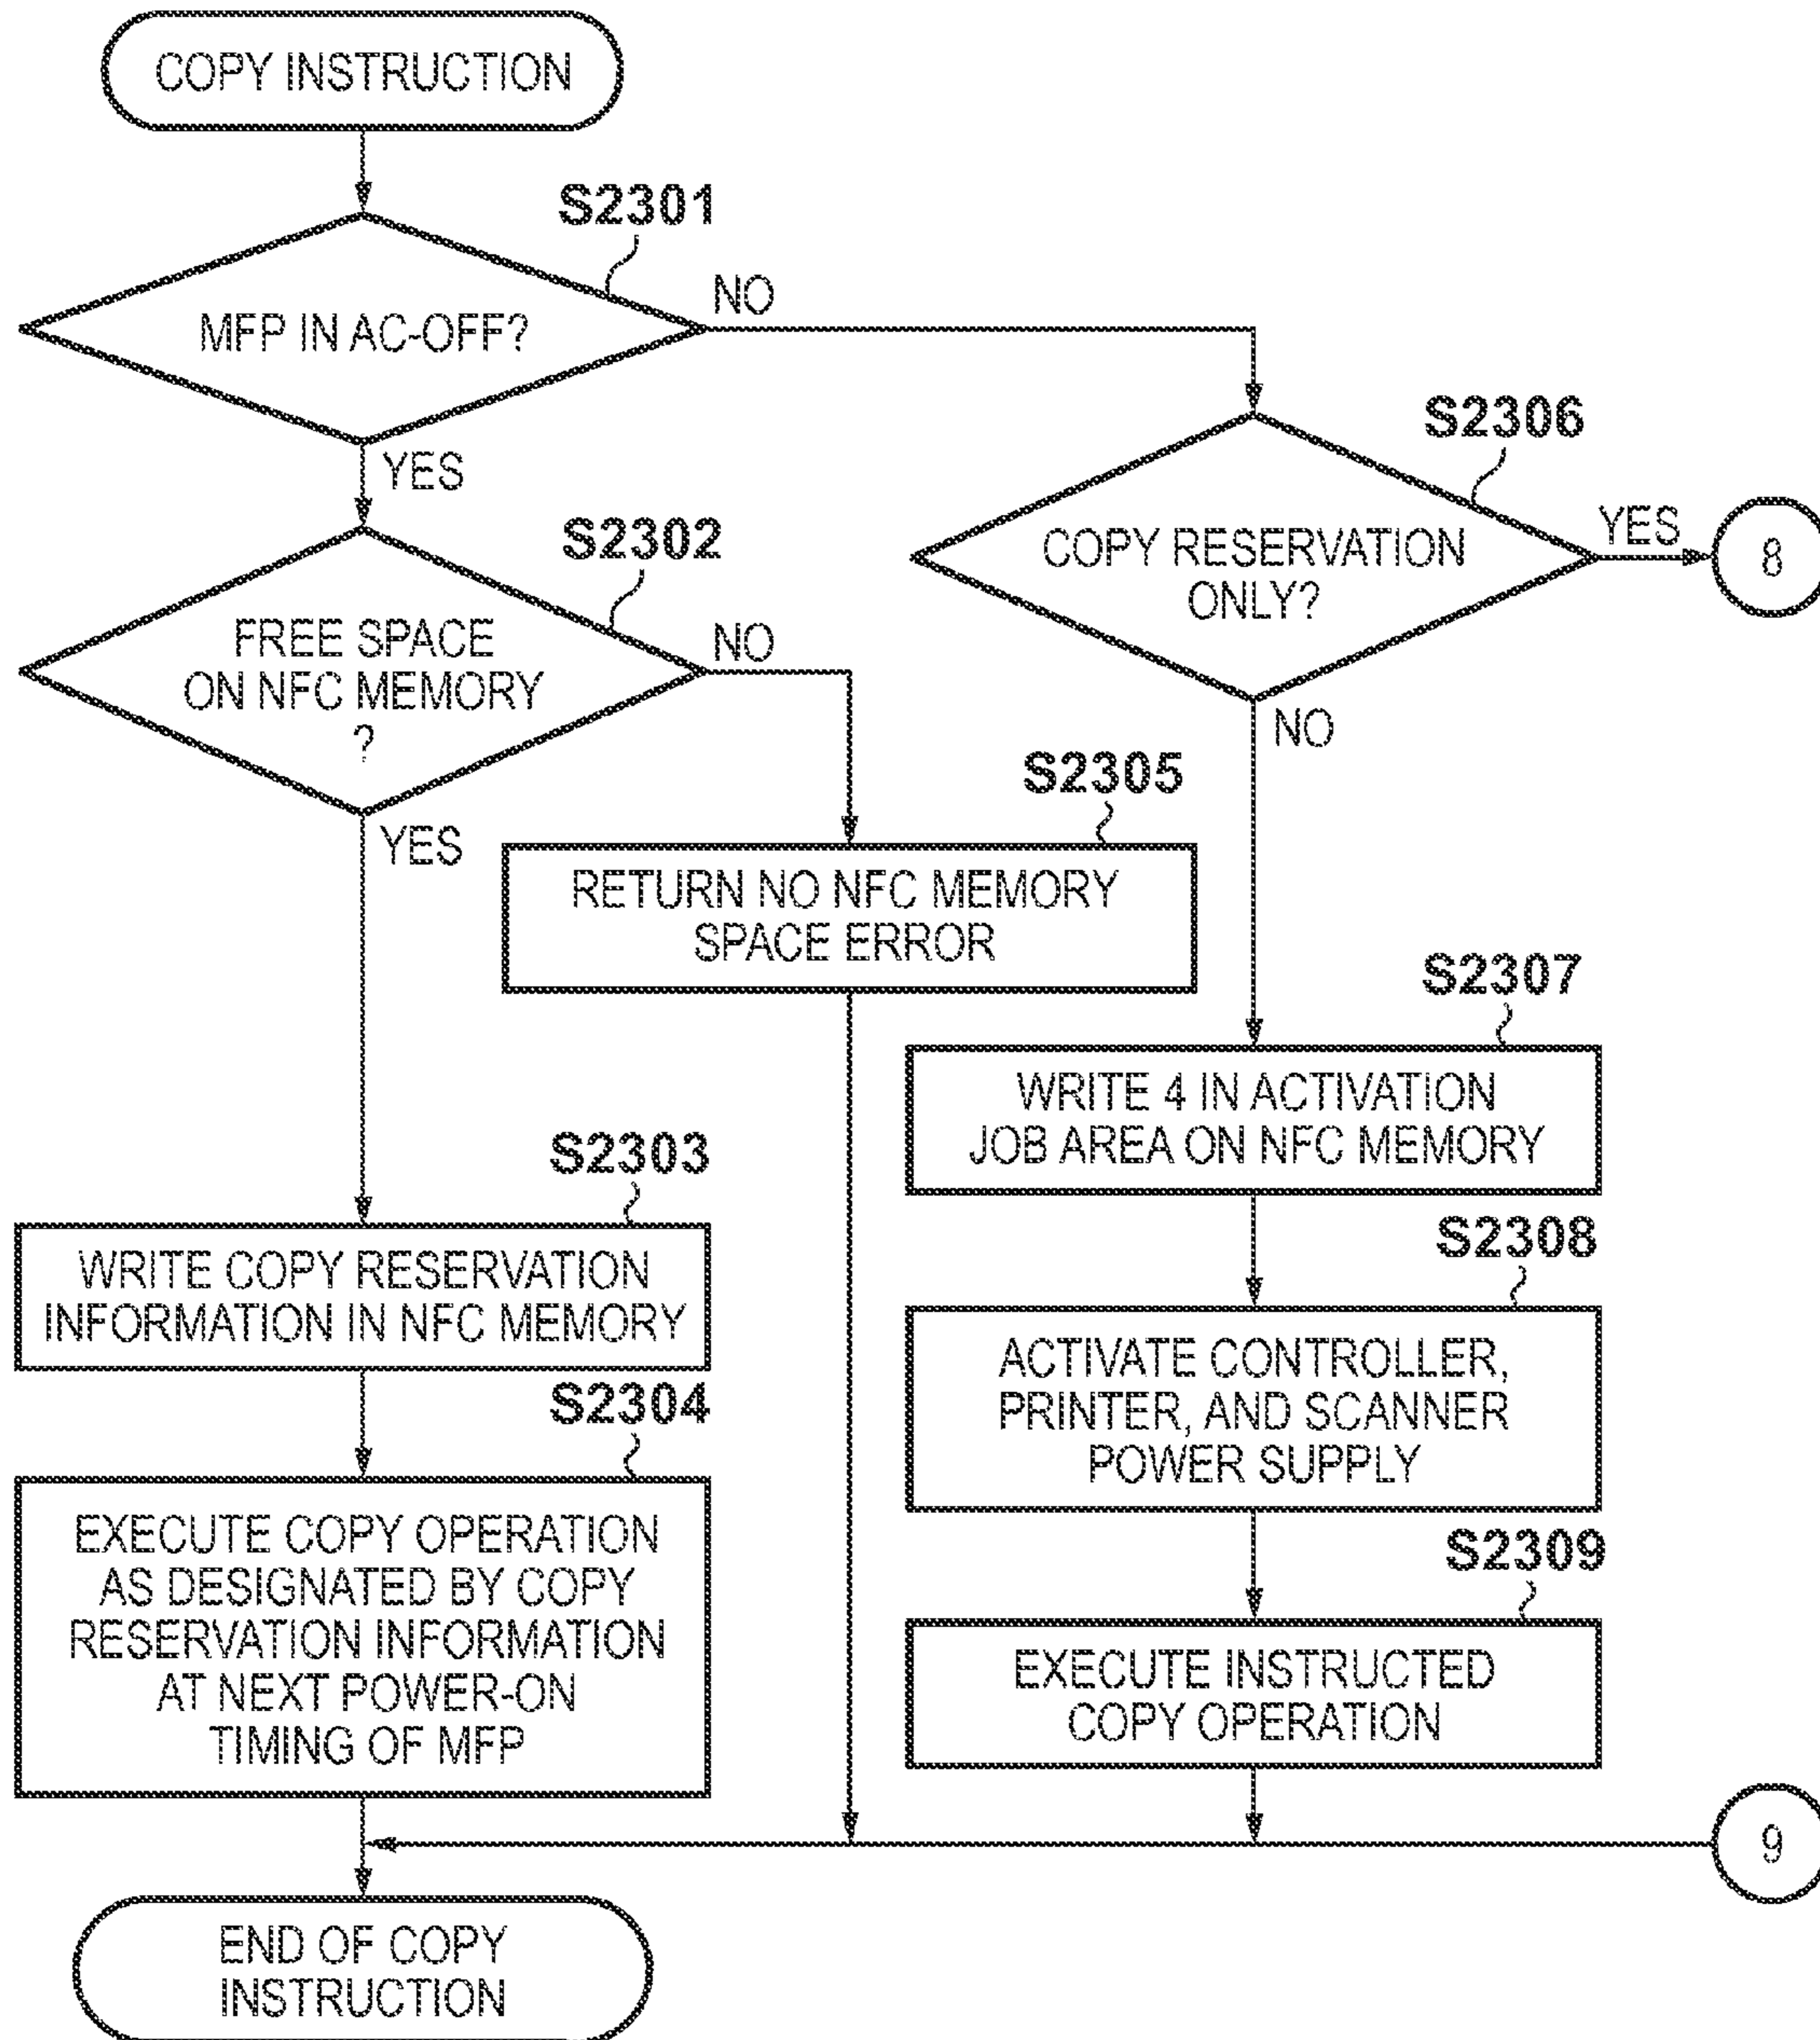 COPY INSTRUCTION
S2301
MFP IN AC-OFF?
NO
YES
S2302
FREE SPACE
ON NFC MEMORY
?
NO
YES
S2306
COPY RESERVATION
ONLY?
YES
8
NO
S2305
RETURN NO NFC MEMORY
SPACE ERROR
S2307
WRITE 4 IN ACTIVATION
JOB AREA ON NFC MEMORY
S2303
WRITE COPY RESERVATION
INFORMATION IN NFC MEMORY
S2308
ACTIVATE CONTROLLER,
PRINTER, AND SCANNER
POWER SUPPLY
S2304
EXECUTE COPY OPERATION
AS DESIGNATED BY COPY
RESERVATION INFORMATION
AT NEXT POWER-ON
TIMING OF MFP
S2309
EXECUTE INSTRUCTED
COPY OPERATION
9
END OF COPY
INSTRUCTION